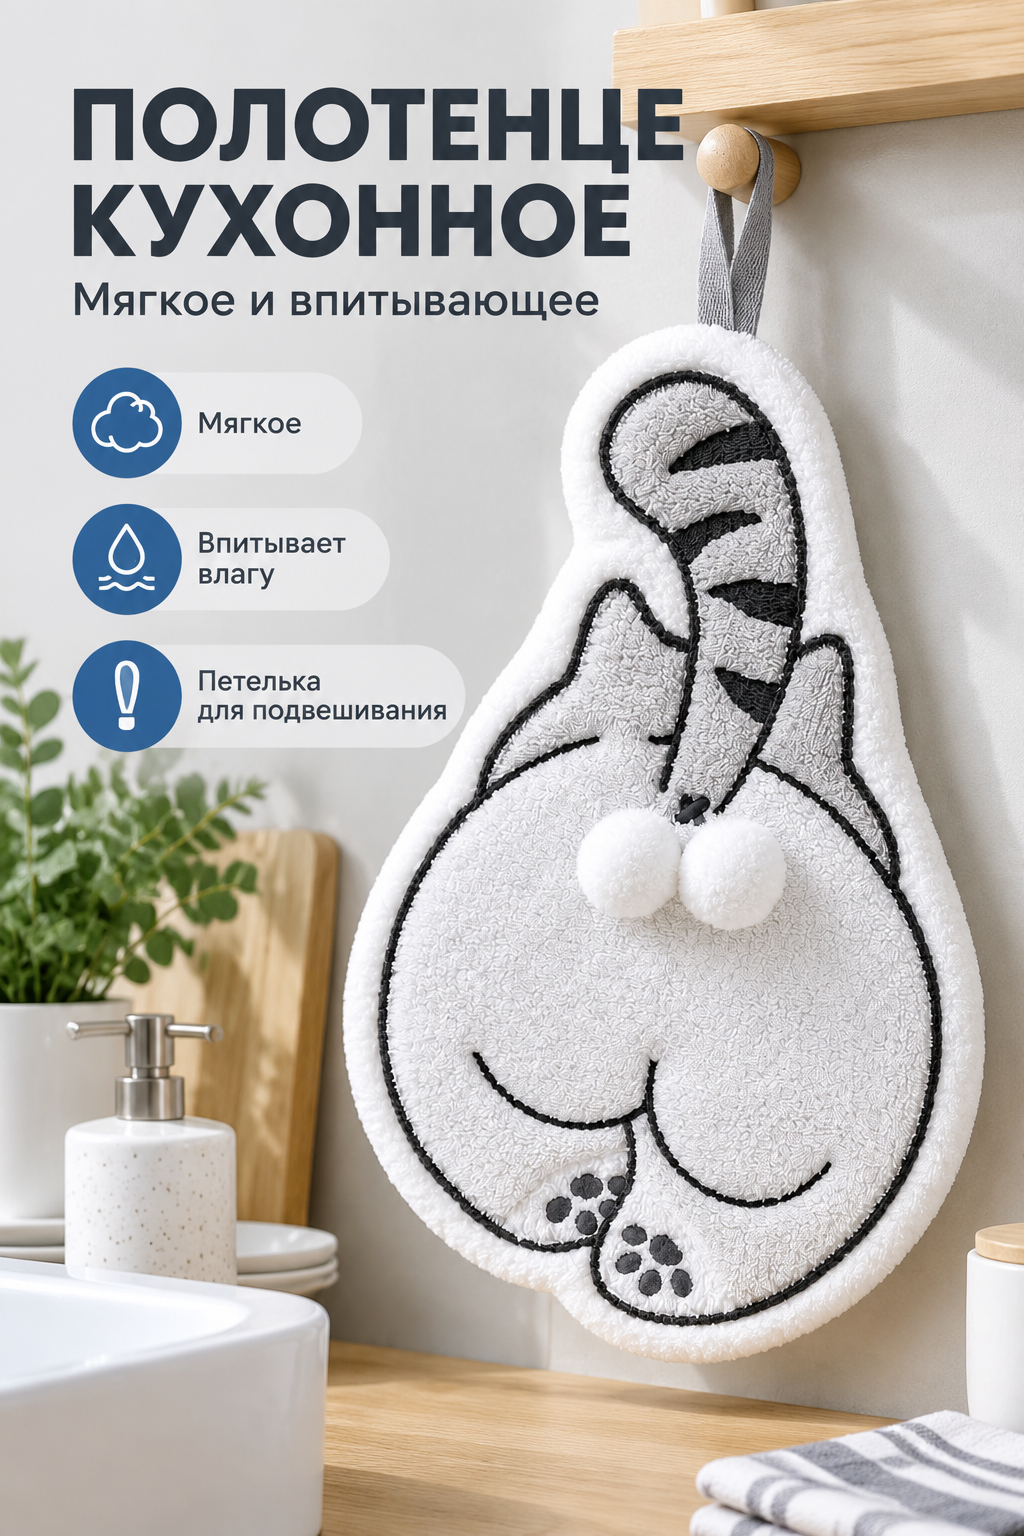 ПОЛОТЕНЦЕ
КУХОННОЕ
Мягкое и впитывающее
Мягкое
Впитывает
влагу
Петелька
для подвешивания